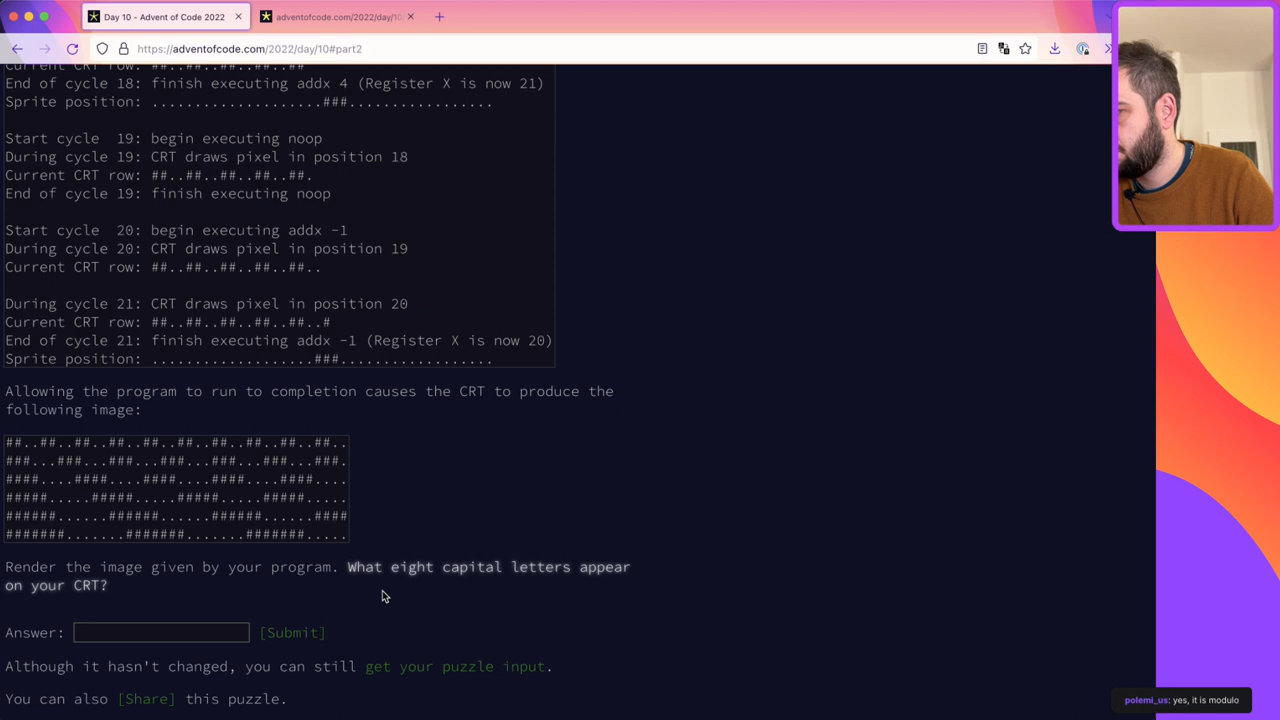 Day 10 - Advent of Code 2022
adventofcode.com/2022/day/10
https://adventofcode.com/2022/day/10#part2
Current CRT row: ##..##..##..##..##
End of cycle 18: finish executing addx 4 (Register X is now 21)
Sprite position: ....................###.................
Start cycle  19: begin executing noop
During cycle 19: CRT draws pixel in position 18
Current CRT row: ##..##..##..##..##.
End of cycle 19: finish executing noop
Start cycle  20: begin executing addx -1
During cycle 20: CRT draws pixel in position 19
Current CRT row: ##..##..##..##..##..
During cycle 21: CRT draws pixel in position 20
Current CRT row: ##..##..##..##..##..#
End of cycle 21: finish executing addx -1 (Register X is now 20)
Sprite position: ...................###..................
Allowing the program to run to completion causes the CRT to produce the
following image:
##..##..##..##..##..##..##..##..##..##..
###...###...###...###...###...###...###.
####....####....####....####....####....
#####.....#####.....#####.....#####.....
######......######......######......####
#######.......#######.......#######.....
Render the image given by your program. What eight capital letters appear
on your CRT?
Answer:
[Submit]
Although it hasn't changed, you can still get your puzzle input.
You can also [Share] this puzzle.
polemi_us: yes, it is modulo